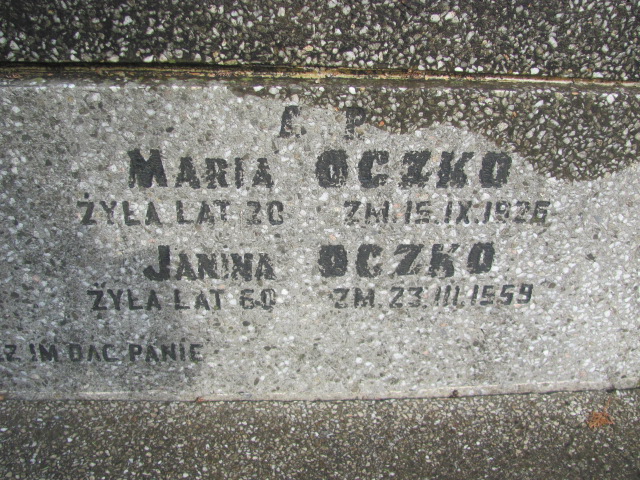 Ś. P.
MARIA OCZKO
ŻYŁA LAT 20 ZM. 15.IX.1926
JANINA OCZKO
ŻYŁA LAT 60 ZM. 23.III.1959
IM DAĆ PANIE